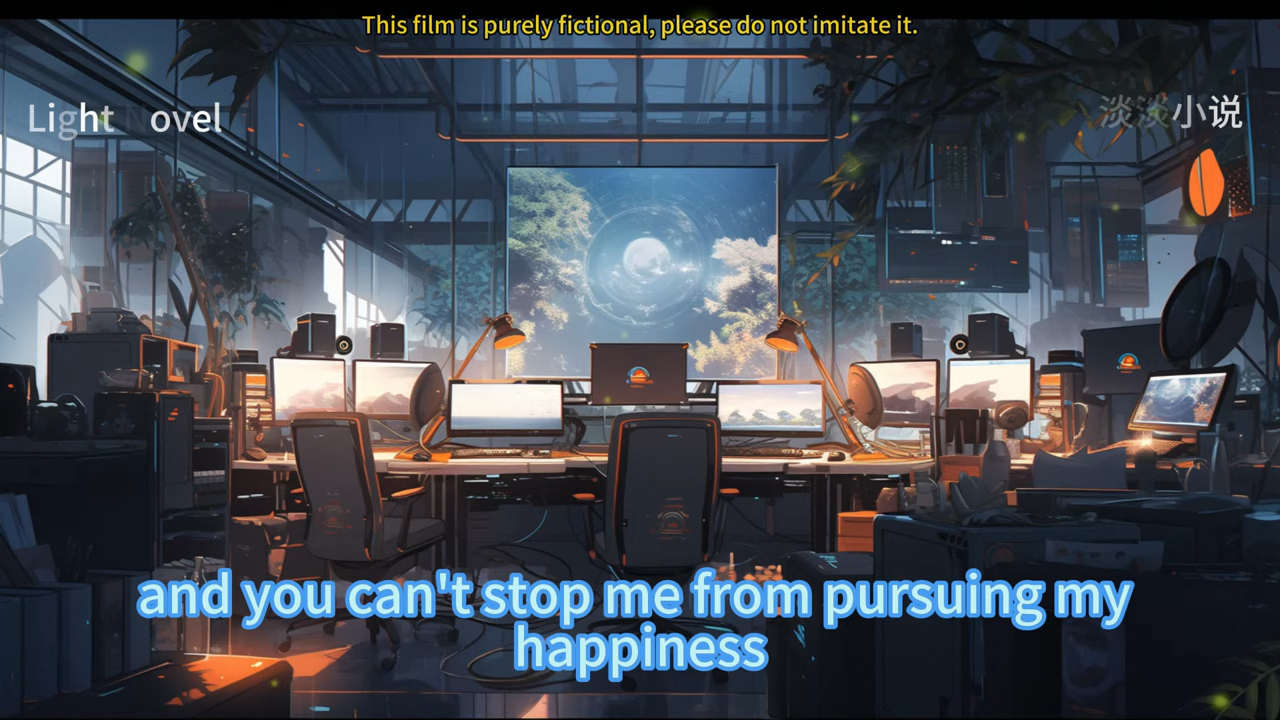 This film is purely fictional, please do not imitate it.
Light Novel
淡淡小说
and you can't stop me from pursuing my
happiness